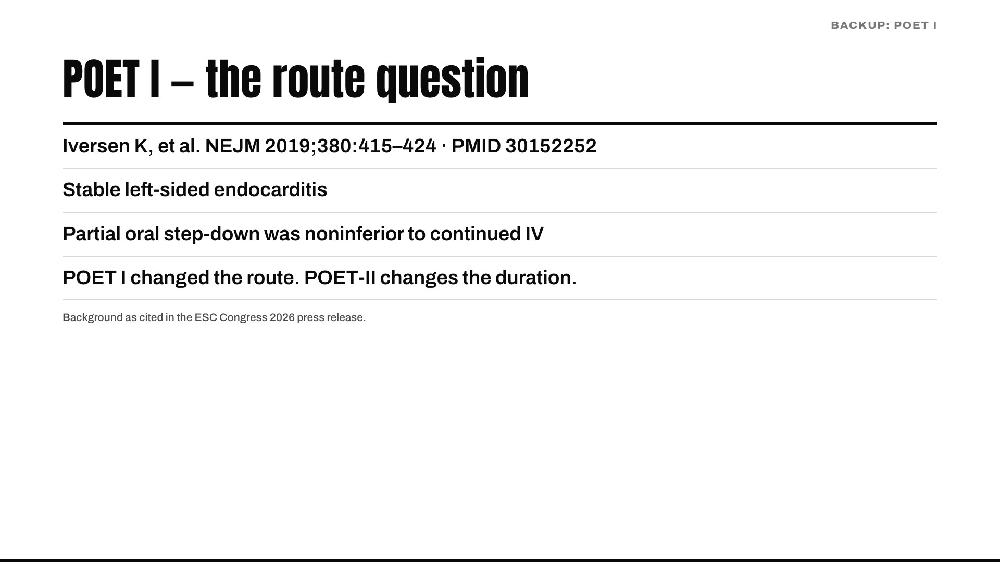 BACKUP: POET I
POET I – the route question
Iversen K, et al. NEJM 2019;380:415–424 · PMID 30152252
Stable left-sided endocarditis
Partial oral step-down was noninferior to continued IV
POET I changed the route. POET-II changes the duration.
Background as cited in the ESC Congress 2026 press release.